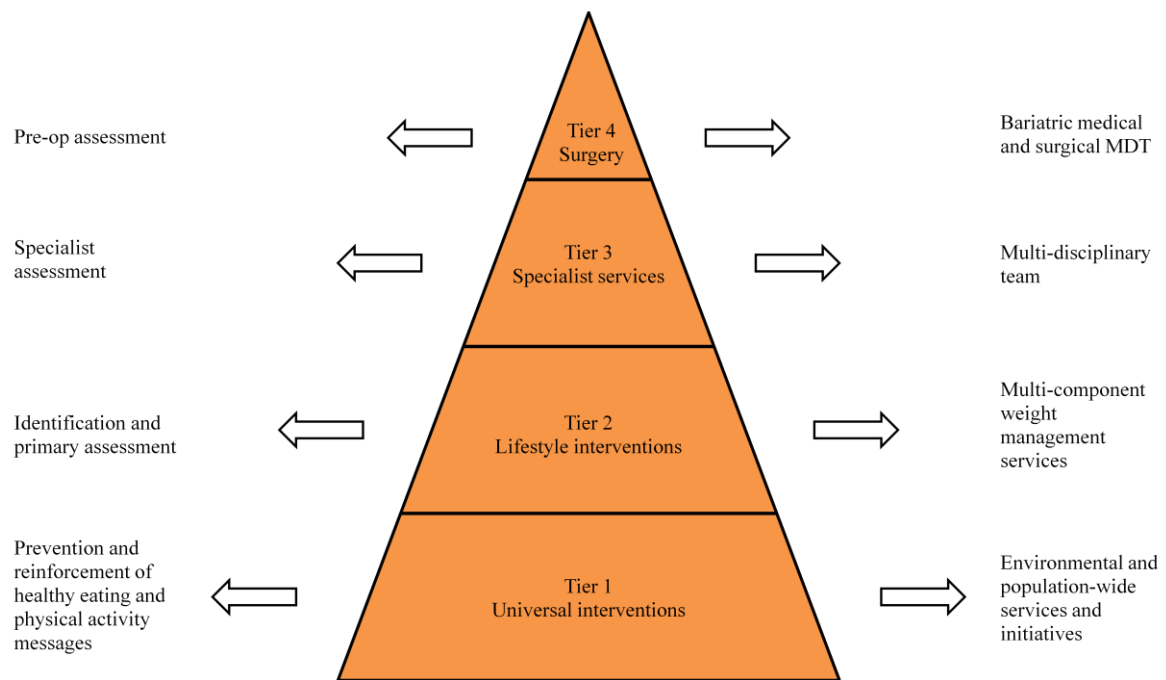 Pre-op assessment
Tier 4
Surgery
Bariatric medical
and surgical MDT
Specialist
assessment
Tier 3
Specialist services
Multi-disciplinary
team
Identification and
primary assessment
Tier 2
Lifestyle interventions
Multi-component
weight
management
services
Prevention and
reinforcement of
healthy eating and
physical activity
messages
Tier 1
Universal interventions
Environmental and
population-wide
services and
initiatives